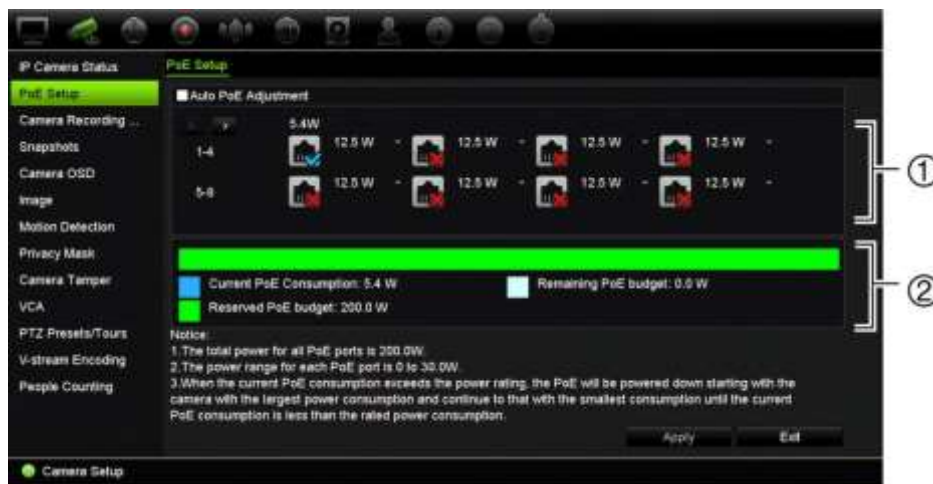 IP Camera Status
PoE Setup
PoE Setup
Auto PoE Adjustment
Camera Recording ...
5.4W
Snapshots
1-4
12.5 W - 12.5 W - 12.5 W - 12.5 W -
Camera OSD
5-8
12.5 W - 12.5 W - 12.5 W - 12.5 W -
Image
Motion Detection
①
Privacy Mask
Camera Tamper
Current PoE Consumption: 5.4 W
Remaining PoE budget: 0.0 W
②
VCA
Reserved PoE budget: 200.0 W
PTZ Presets/Tours
Notice:
1.The total power for all PoE ports is 200.0W.
V-stream Encoding
2.The power range for each PoE port is 0 to 30.0W.
People Counting
3.When the current PoE consumption exceeds the power rating, the PoE will be powered down starting with the
camera with the largest power consumption and continue to that with the smallest consumption until the current
PoE consumption is less than the rated power consumption.
Apply
Exit
Camera Setup